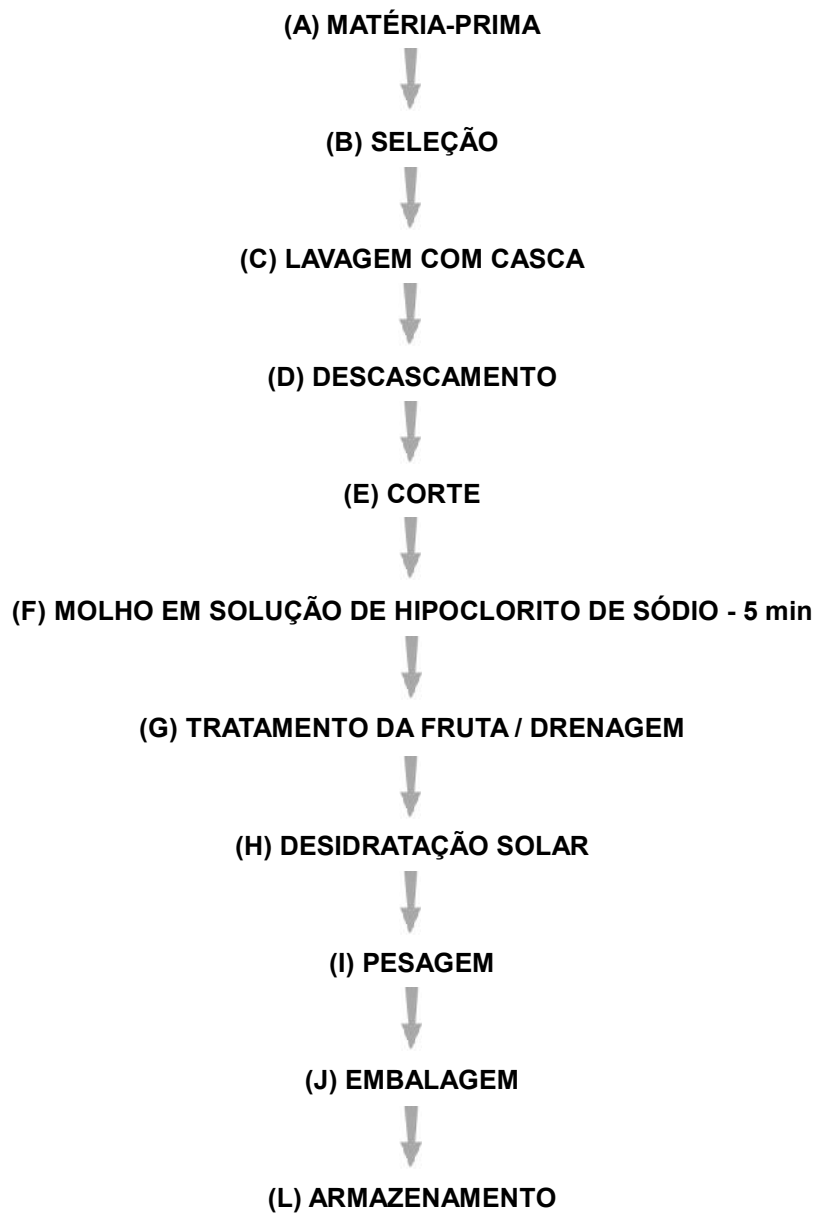 (A) MATÉRIA-PRIMA
(B) SELEÇÃO
(C) LAVAGEM COM CASCA
(D) DESCASCAMENTO
(E) CORTE
(F) MOLHO EM SOLUÇÃO DE HIPOCLORITO DE SÓDIO - 5 min
(G) TRATAMENTO DA FRUTA / DRENAGEM
(H) DESIDRATAÇÃO SOLAR
(I) PESAGEM
(J) EMBALAGEM
(L) ARMAZENAMENTO